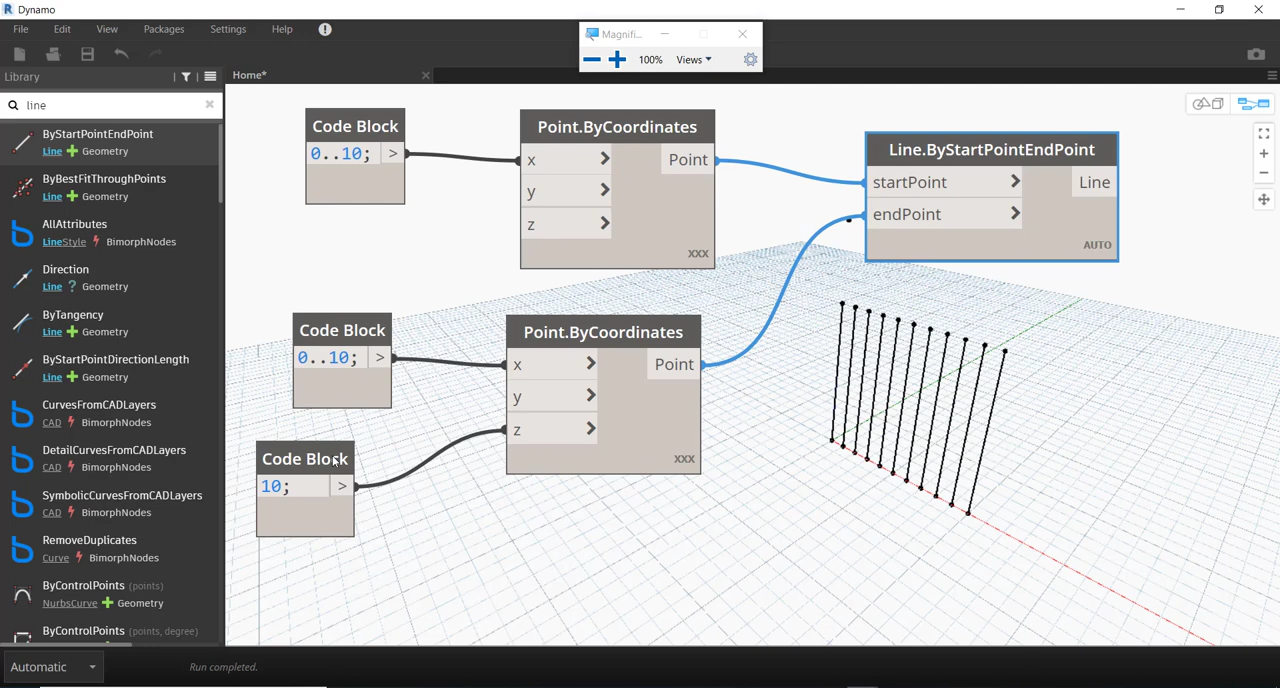 Dynamo
File Edit View Packages Settings Help
Magnifi...
100% Views
Library
Home*
line
ByStartPointEndPoint
Line Geometry
ByBestFitThroughPoints
Line Geometry
AllAttributes
LineStyle BimorphNodes
Direction
Line Geometry
ByTangency
Line Geometry
ByStartPointDirectionLength
Line Geometry
CurvesFromCADLayers
CAD BimorphNodes
DetailCurvesFromCADLayers
CAD BimorphNodes
SymbolicCurvesFromCADLayers
CAD BimorphNodes
RemoveDuplicates
Curve BimorphNodes
ByControlPoints (points)
NurbsCurve Geometry
ByControlPoints (points, degree)
Code Block
0..10; >
Point.ByCoordinates
x > Point
y >
z >
XXX
Line.ByStartPointEndPoint
startPoint > Line
endPoint >
AUTO
Code Block
0..10; >
Point.ByCoordinates
x > Point
y >
z >
XXX
Code Block
10; >
Automatic
Run completed.